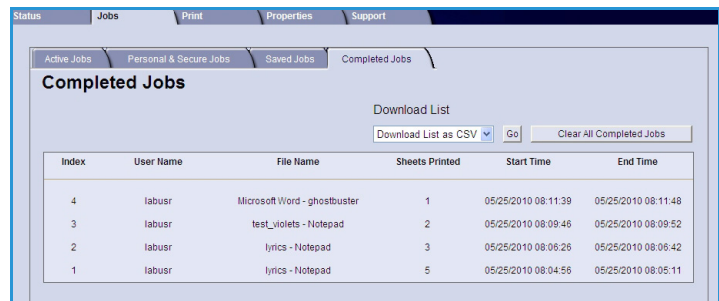 Status Jobs Print Properties Support
Active Jobs Personal & Secure Jobs Saved Jobs Completed Jobs
Completed Jobs
Download List
Download List as CSV Go Clear All Completed Jobs
Index User Name File Name Sheets Printed Start Time End Time
4 labusr Microsoft Word - ghostbuster 1 05/25/2010 08:11:39 05/25/2010 08:11:48
3 labusr test_violets - Notepad 2 05/25/2010 08:09:46 05/25/2010 08:09:52
2 labusr lyrics - Notepad 3 05/25/2010 08:06:26 05/25/2010 08:06:42
1 labusr lyrics - Notepad 5 05/25/2010 08:04:56 05/25/2010 08:05:11